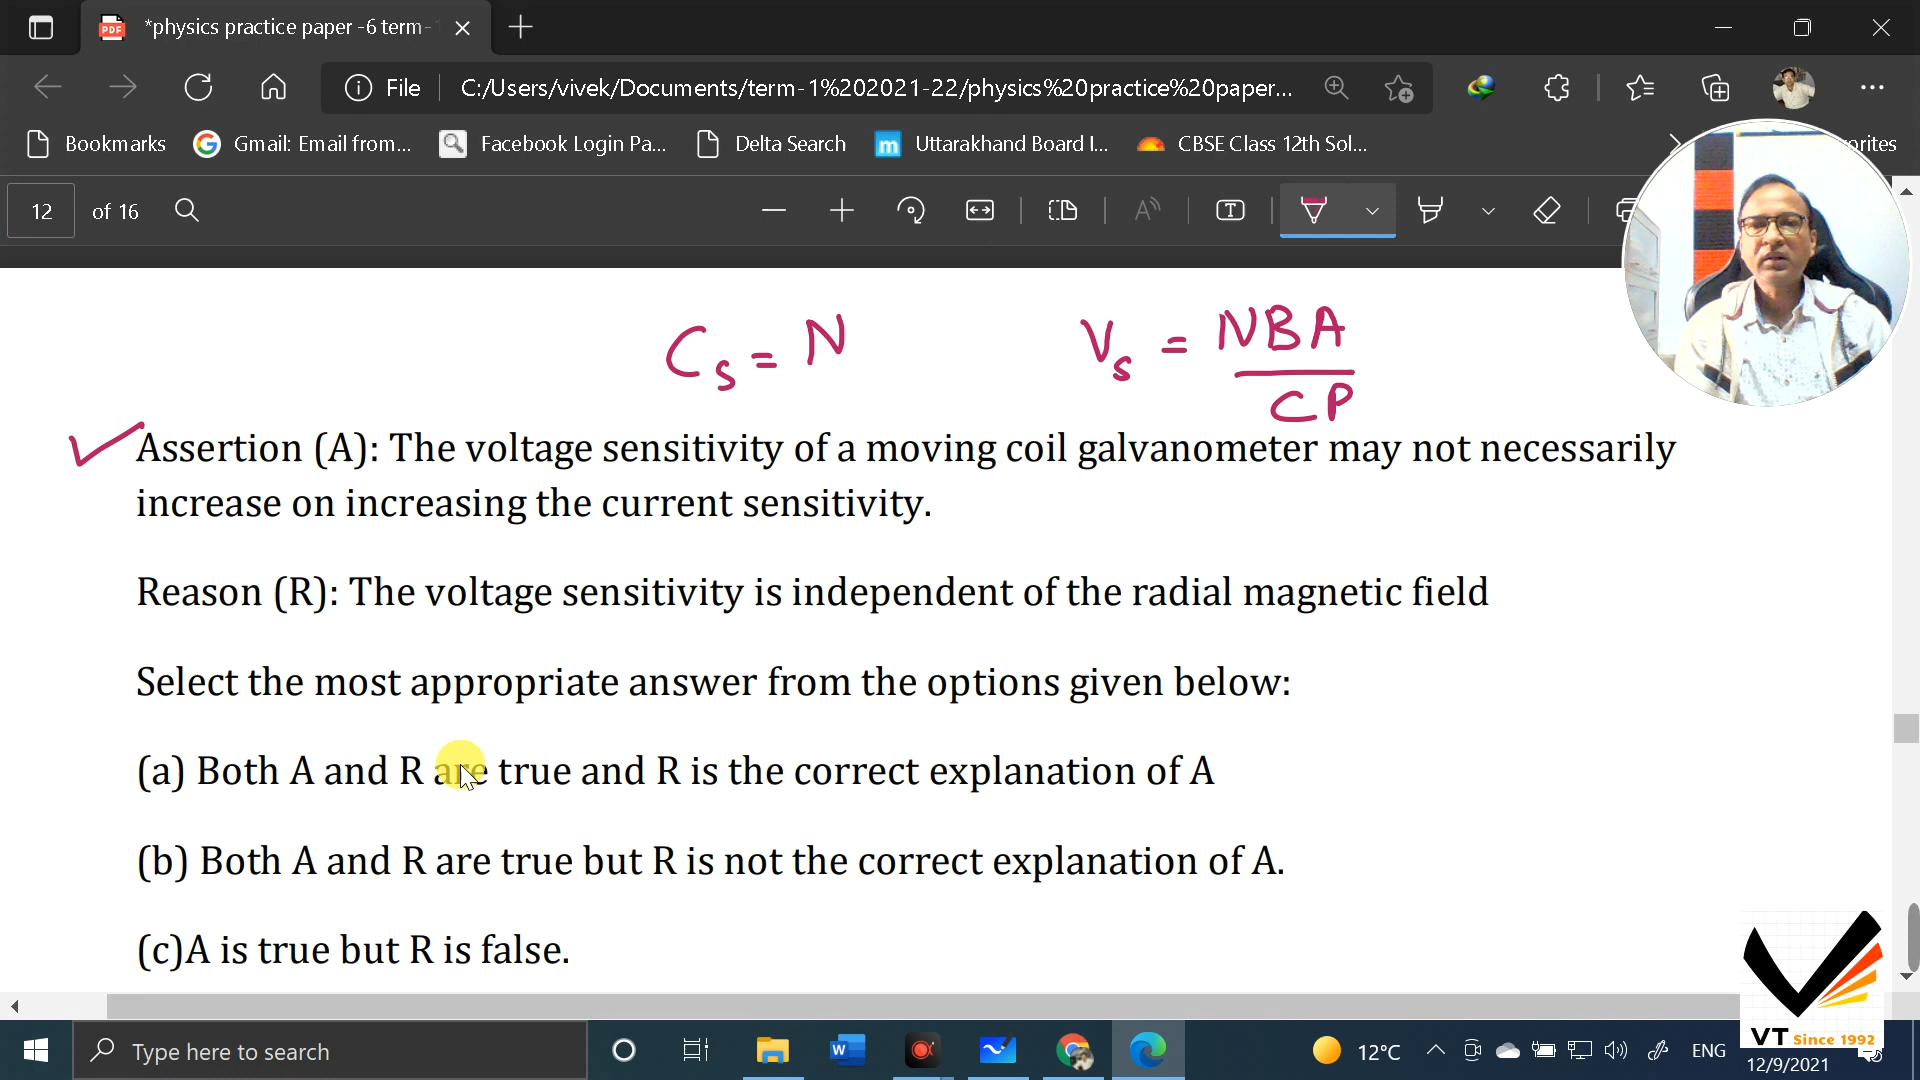 *physics practice paper -6 term-
File
C:/Users/vivek/Documents/term-1%202021-22/physics%20practice%20paper...
Bookmarks
Gmail: Email from...
Facebook Login Pa...
Delta Search
Uttarakhand Board I...
CBSE Class 12th Sol...
orites
12 of 16
Cs = N
Vs = NBA
CP
Assertion (A): The voltage sensitivity of a moving coil galvanometer may not necessarily
increase on increasing the current sensitivity.
Reason (R): The voltage sensitivity is independent of the radial magnetic field
Select the most appropriate answer from the options given below:
(a) Both A and R are true and R is the correct explanation of A
(b) Both A and R are true but R is not the correct explanation of A.
(c)A is true but R is false.
VT Since 1992
Type here to search
12°C
ENG
12/9/2021